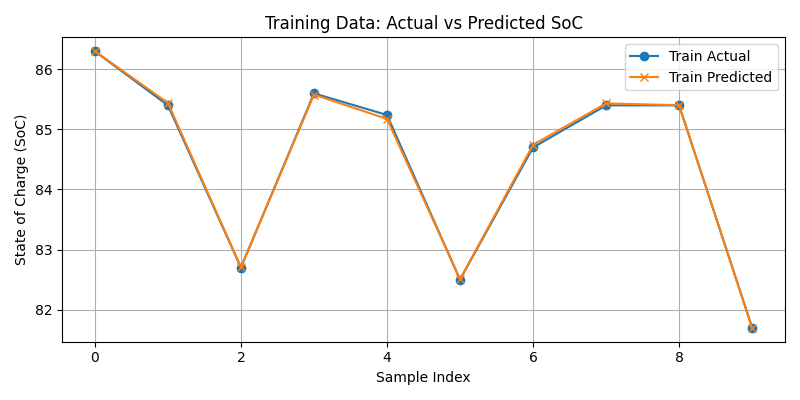 Training Data: Actual vs Predicted SoC
Train Actual
Train Predicted
State of Charge (SoC)
86
85
84
83
82
0 2 4 6 8
Sample Index